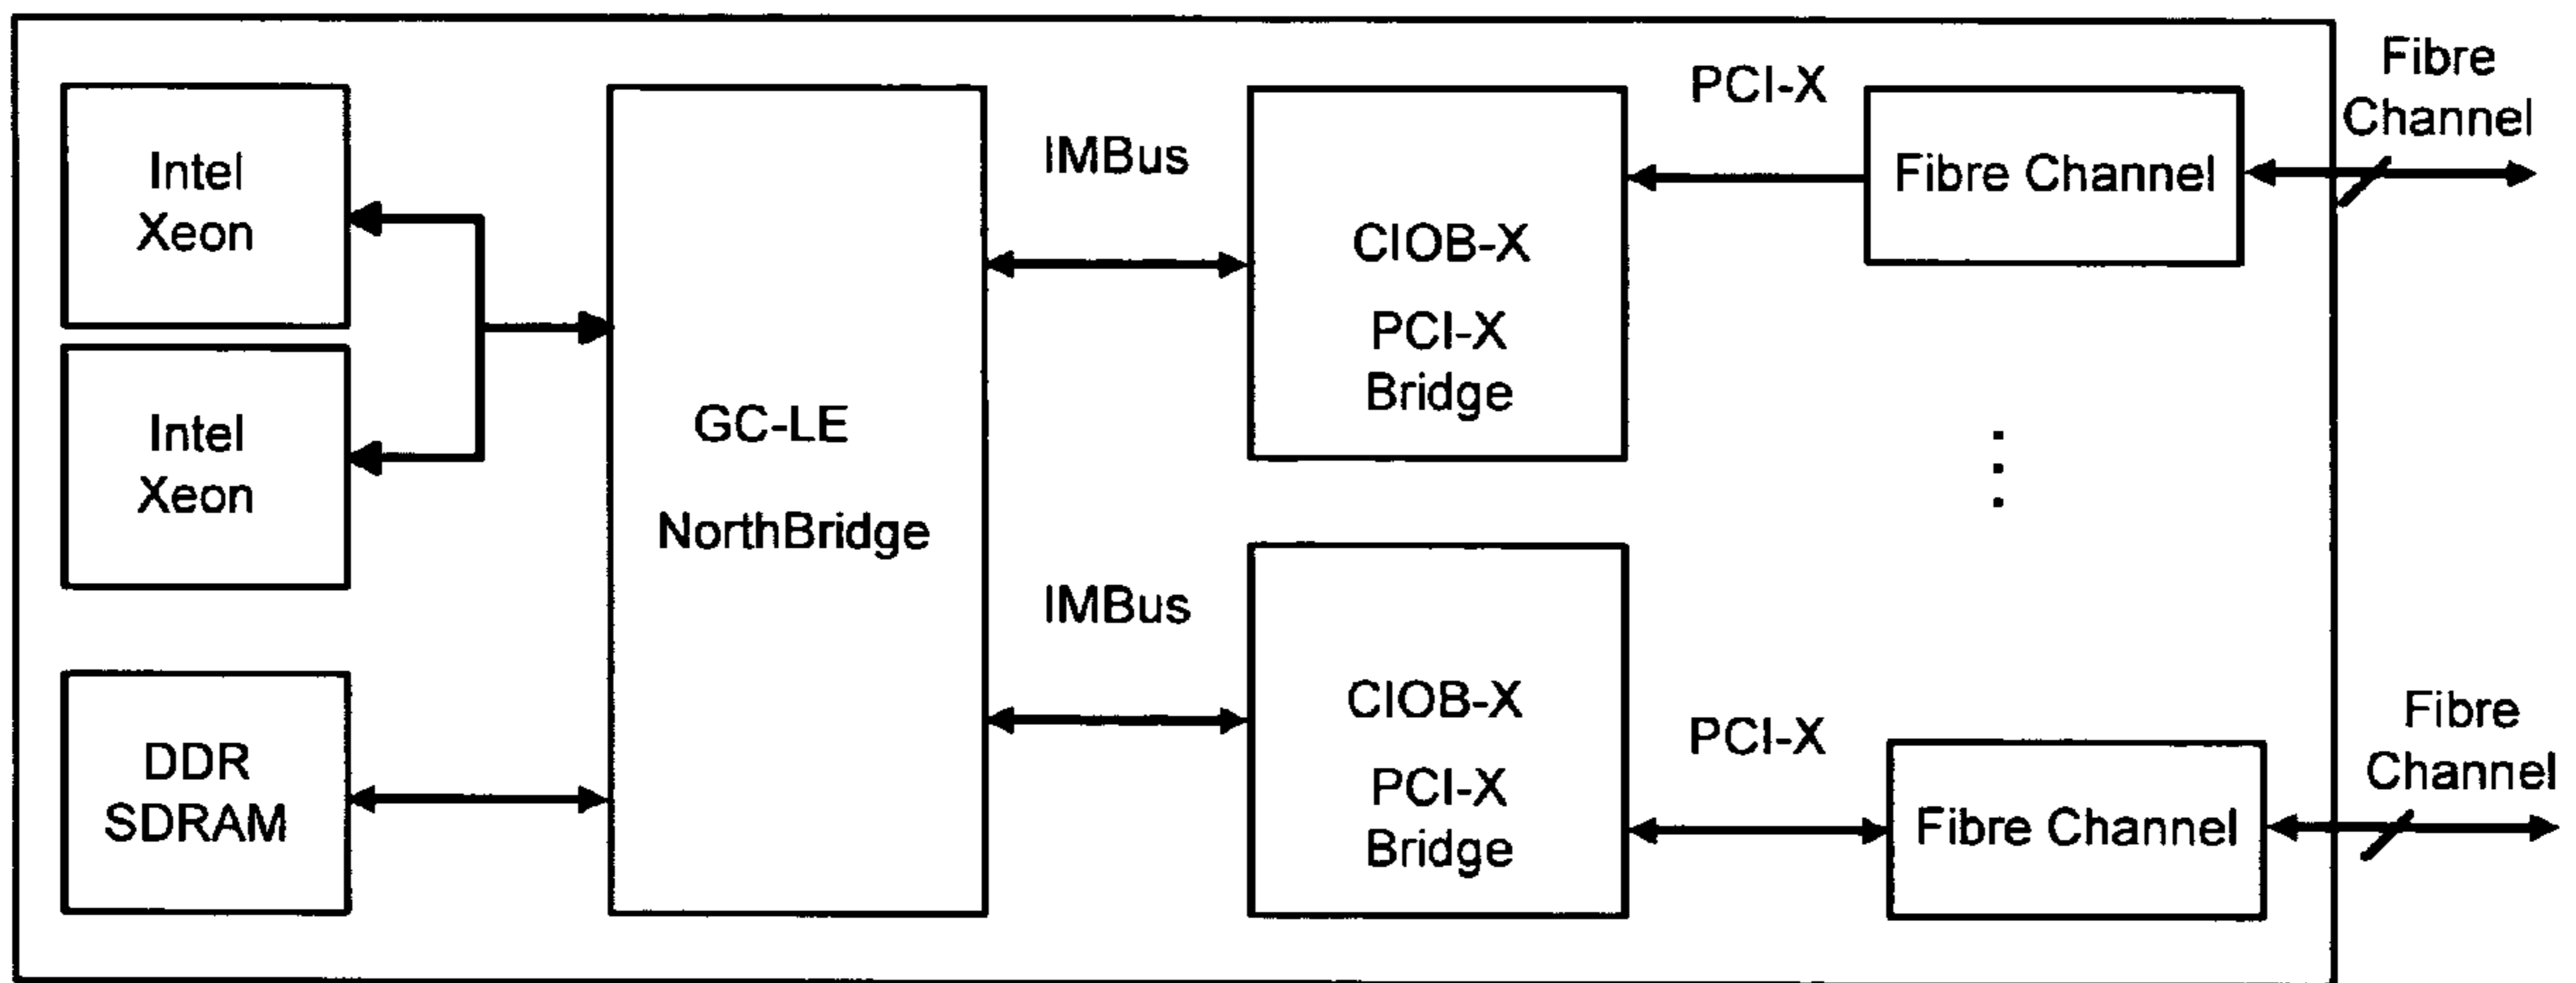 Intel
Xeon
Intel
Xeon
DDR
SDRAM
GC-LE
NorthBridge
IMBus
IMBus
CIOB-X
PCI-X
Bridge
CIOB-X
PCI-X
Bridge
PCI-X
Fibre Channel
PCI-X
Fibre Channel
Fibre
Channel
Fibre
Channel